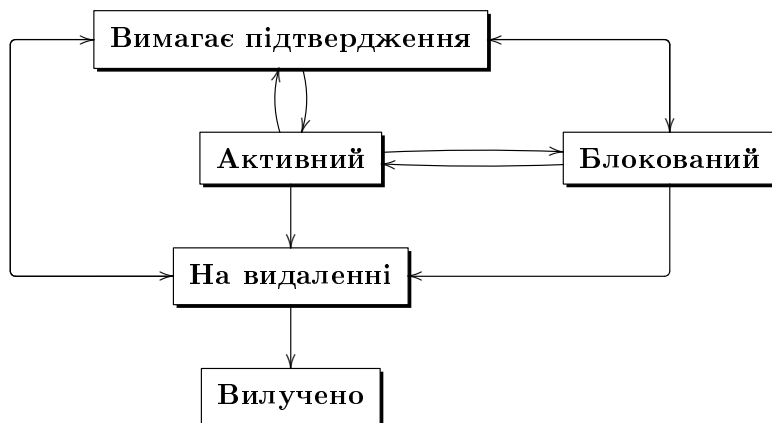 Вимагає підтвердження
Активний
Блокований
На видаленні
Вилучено